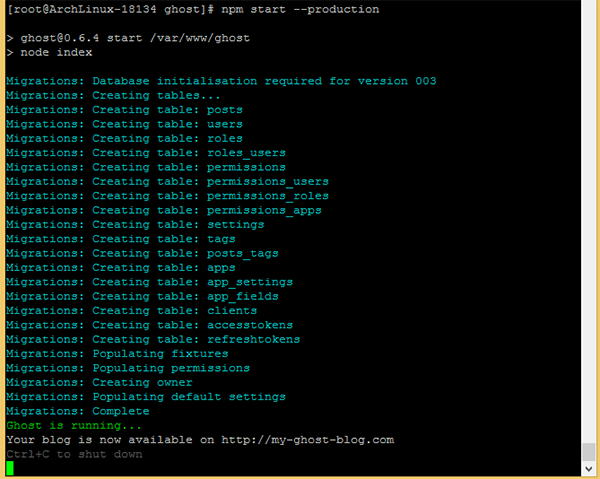 [root@ArchLinux-18134 ghost]# npm start --production
> ghost@0.6.4 start /var/www/ghost
> node index
Migrations: Database initialisation required for version 003
Migrations: Creating tables...
Migrations: Creating table: posts
Migrations: Creating table: users
Migrations: Creating table: roles
Migrations: Creating table: roles_users
Migrations: Creating table: permissions
Migrations: Creating table: permissions_users
Migrations: Creating table: permissions_roles
Migrations: Creating table: permissions_apps
Migrations: Creating table: settings
Migrations: Creating table: tags
Migrations: Creating table: posts_tags
Migrations: Creating table: apps
Migrations: Creating table: app_settings
Migrations: Creating table: app_fields
Migrations: Creating table: clients
Migrations: Creating table: accesstokens
Migrations: Creating table: refreshtokens
Migrations: Populating fixtures
Migrations: Populating permissions
Migrations: Creating owner
Migrations: Populating default settings
Migrations: Complete
Ghost is running...
Your blog is now available on http://my-ghost-blog.com
Ctrl+C to shut down